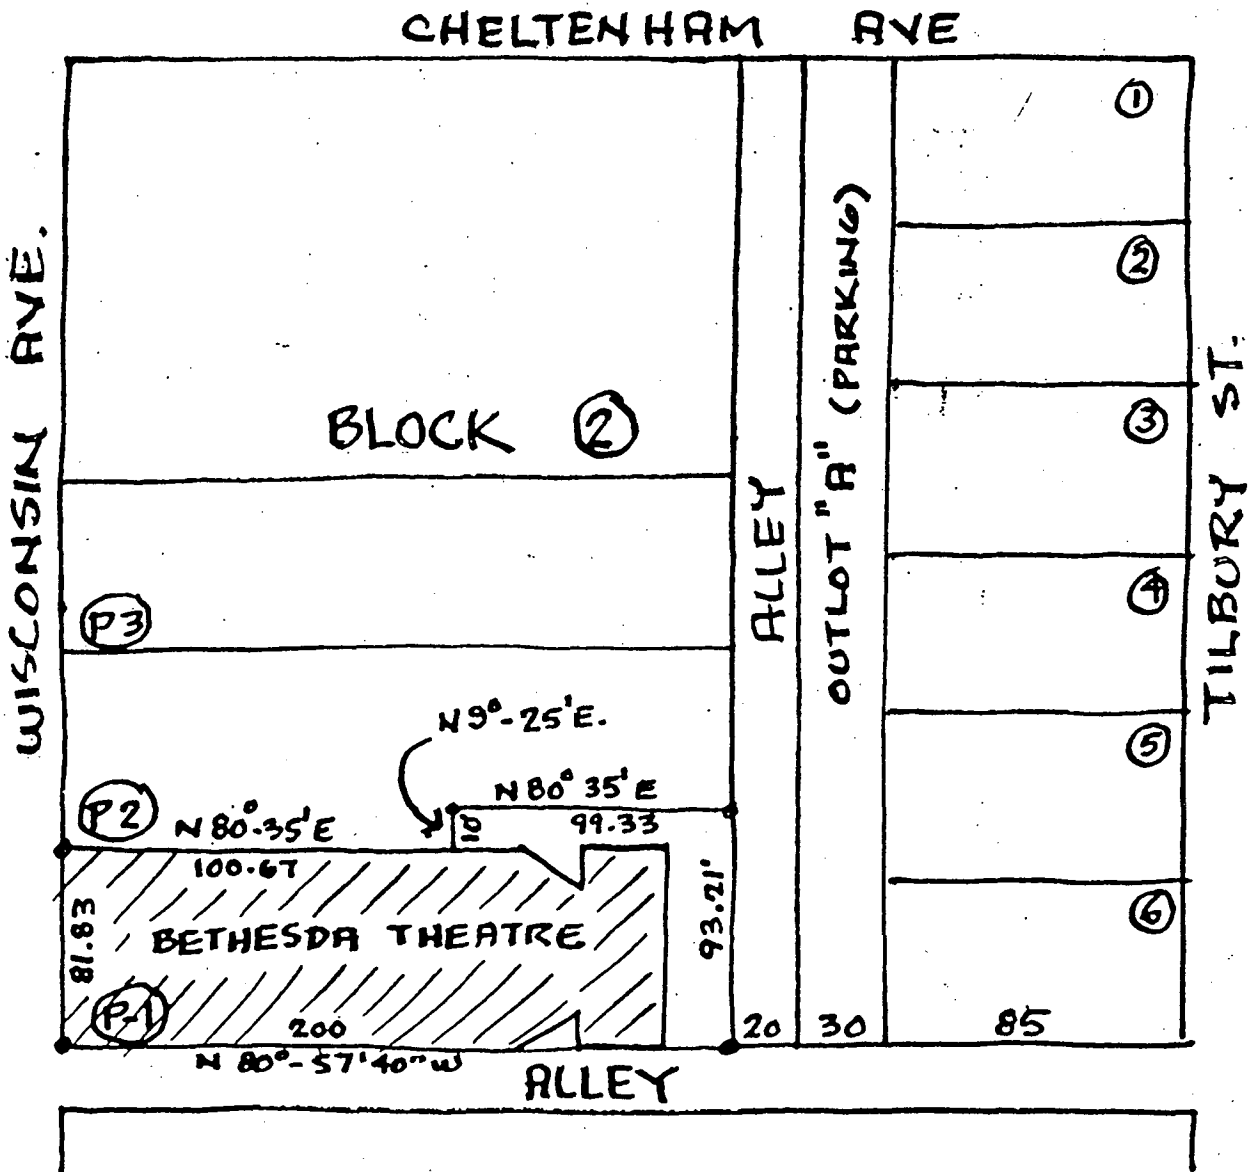 CHELTENHAM AVE
WISCONSIN AVE.
BLOCK 2
ALLEY
OUTLOT "A" (PARKING)
TILBURY ST.
1
2
3
4
5
6
P3
P2
N9°-25'E.
N 80° 35' E
99.33
10'
N 80°-35'E
100.67
81.83
BETHESDA THEATRE
93.21'
P-1
200
N 80°-57'40" W
20
30
85
ALLEY